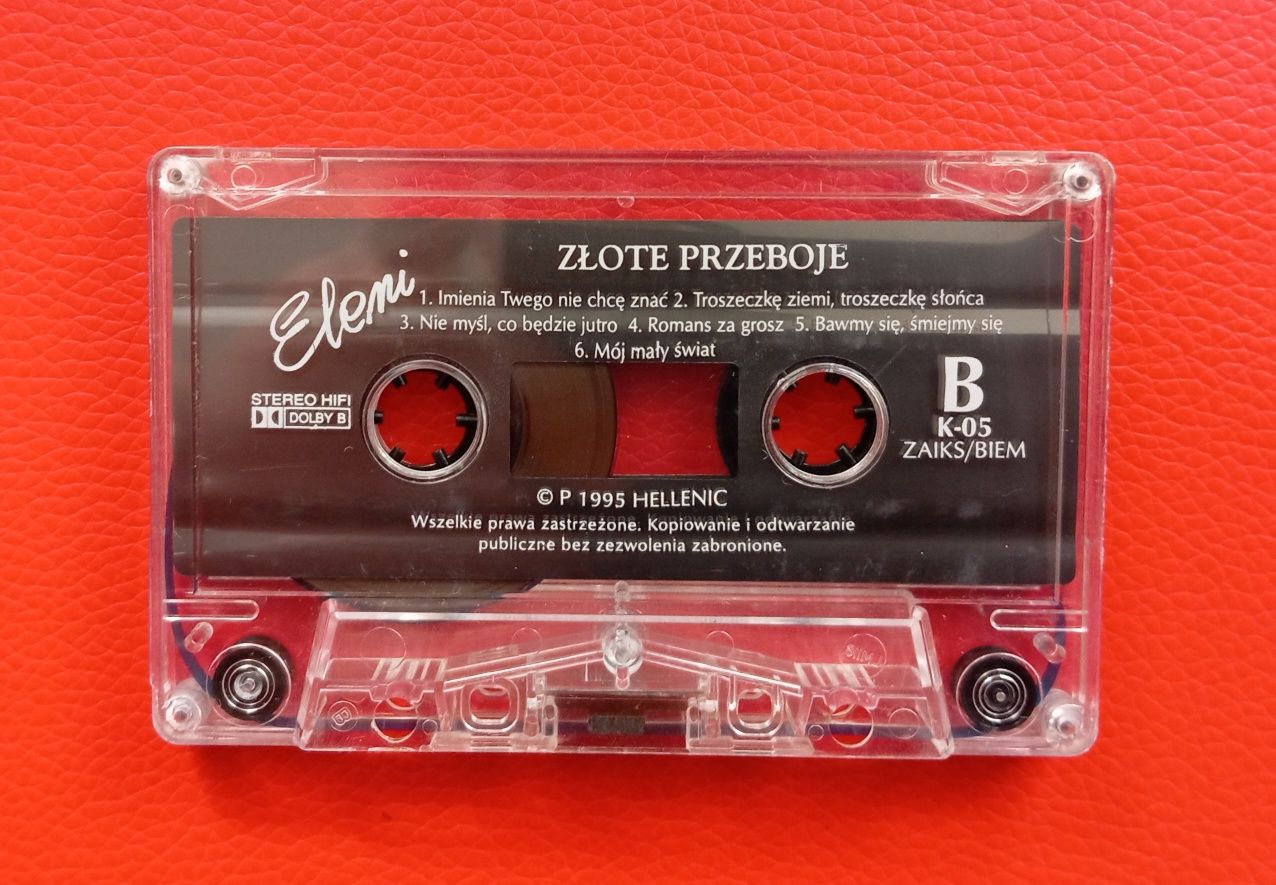 Eleni
ZŁOTE PRZEBOJE
1. Imienia Twego nie chcę znać 2. Troszeczkę ziemi, troszeczkę słońca
3. Nie myśl, co będzie jutro 4. Romans za grosz 5. Bawmy się, śmiejmy się
6. Mój mały świat
STEREO HIFI
DOLBY B
B
K-05
ZAIKS/BIEM
© P 1995 HELLENIC
Wszelkie prawa zastrzeżone. Kopiowanie i odtwarzanie
publiczne bez zezwolenia zabronione.
B